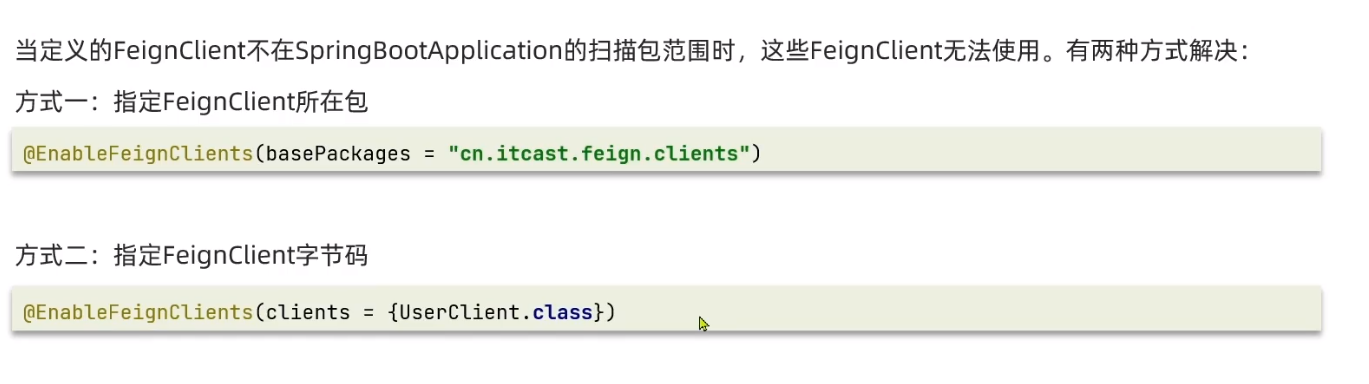 当定义的FeignClient不在SpringBootApplication的扫描包范围时，这些FeignClient无法使用。有两种方式解决：
方式一：指定FeignClient所在包
@EnableFeignClients(basePackages = "cn.itcast.feign.clients")
方式二：指定FeignClient字节码
@EnableFeignClients(clients = {UserClient.class})